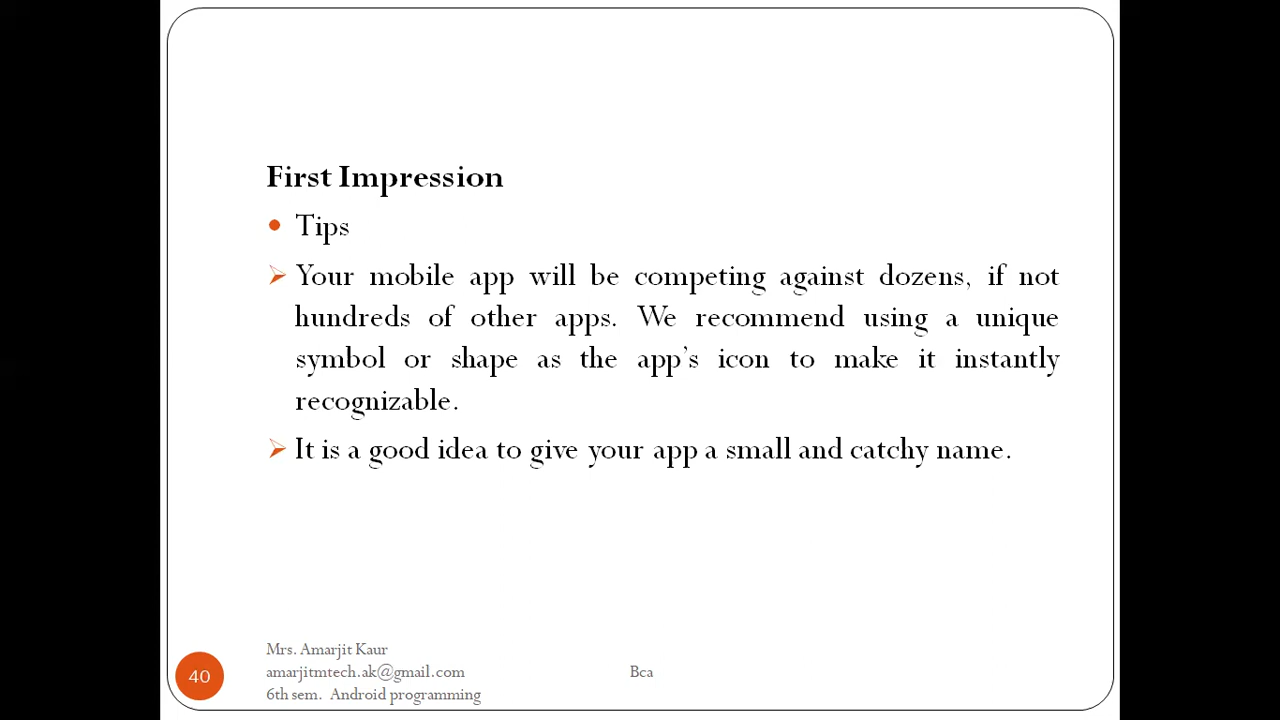 First Impression
Tips
Your mobile app will be competing against dozens, if not
hundreds of other apps. We recommend using a unique
symbol or shape as the app's icon to make it instantly
recognizable.
It is a good idea to give your app a small and catchy name.
Mrs. Amarjit Kaur
amarjitmtech.ak@gmail.com
6th sem. Android programming
Bca
40